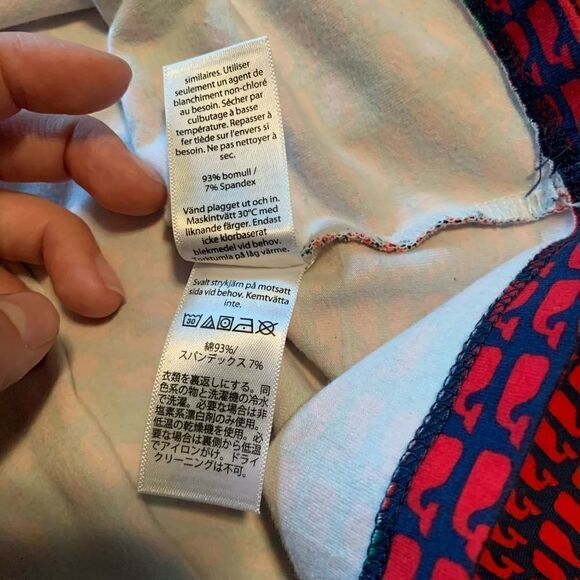 similaires. Utiliser
seulement un agent de
blanchiment non-chloré
au besoin. Sécher par
culbutage à basse
température. Repasser à
fer tiède sur l'envers si
besoin. Ne pas nettoyer à
sec.
93% bomull /
7% Spandex
Vänd plagget ut och in.
Maskintvätt 30°C med
liknande färger. Endast
icke klorbaserat
blekmedel vid behov.
Torktumla på låg värme.
Svalt strykjärn på motsatt
sida vid behov. Kemtvätta
inte.
30
綿93%/
スパンデックス 7%
衣類を裏返しにする。同
色系の物と洗濯機の冷水
で洗濯。必要な場合は非
塩素系漂白剤のみ使用。
低温の乾燥機を使用。必
要な場合は裏側から低温
でアイロンがけ。ドライ
クリーニングは不可。